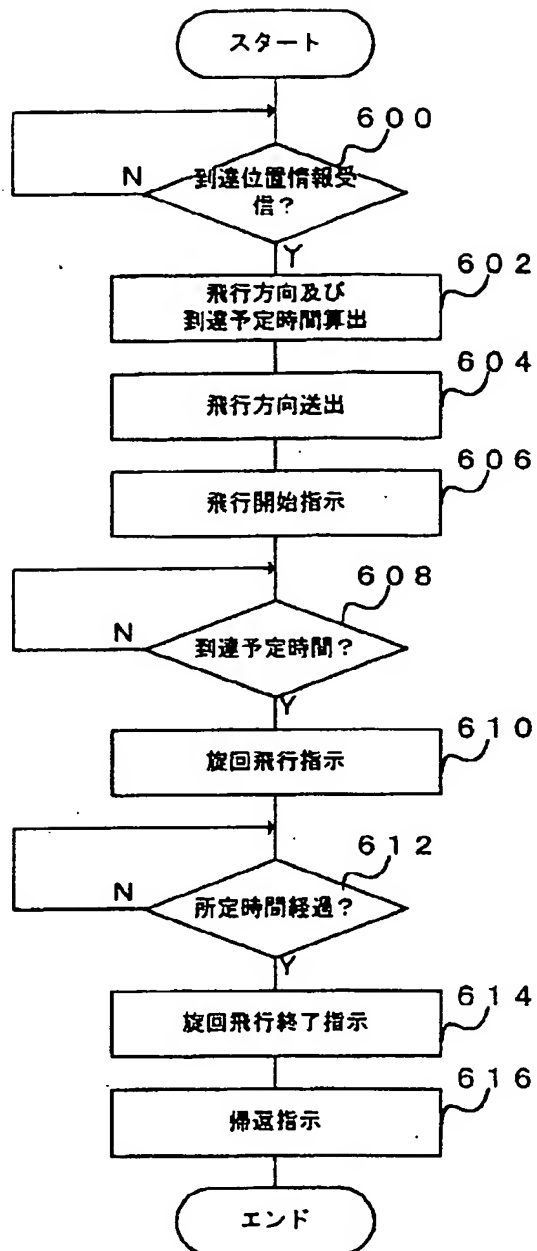 スタート
600
到達位置情報受
信?
N
Y
602
飛行方向及び
到達予定時間算出
604
飛行方向送出
606
飛行開始指示
608
到達予定時間?
N
Y
610
旋回飛行指示
612
所定時間経過?
N
Y
614
旋回飛行終了指示
616
帰還指示
エンド